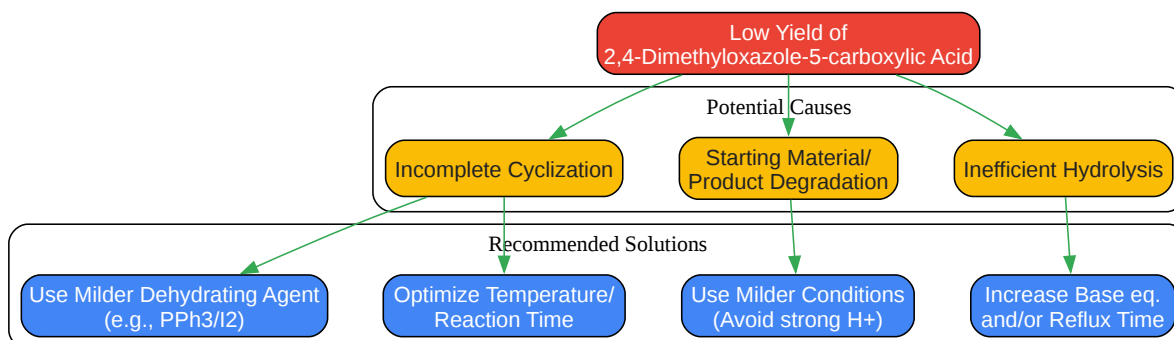 Low Yield of
2,4-Dimethyloxazole-5-carboxylic Acid
Potential Causes
Incomplete Cyclization
Starting Material/
Product Degradation
Inefficient Hydrolysis
Recommended Solutions
Use Milder Dehydrating Agent
(e.g., PPh3/I2)
Optimize Temperature/
Reaction Time
Use Milder Conditions
(Avoid strong H+)
Increase Base eq.
and/or Reflux Time